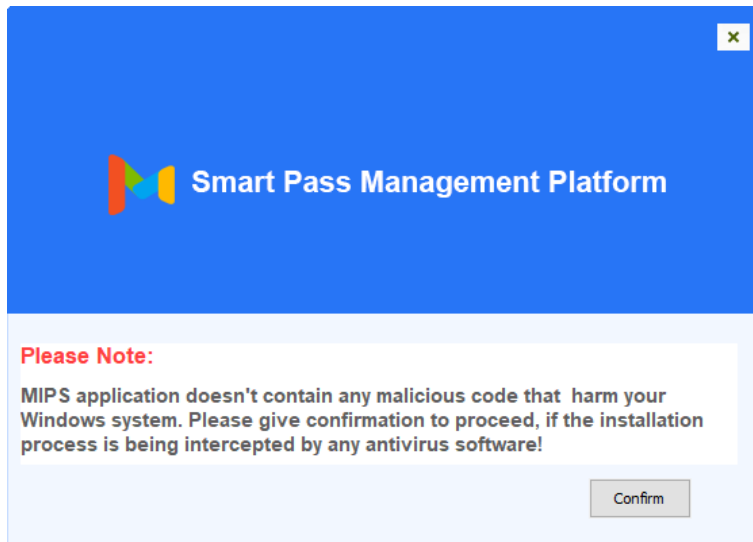 Smart Pass Management Platform
Please Note:
MIPS application doesn't contain any malicious code that  harm your
Windows system. Please give confirmation to proceed, if the installation
process is being intercepted by any antivirus software!
Confirm